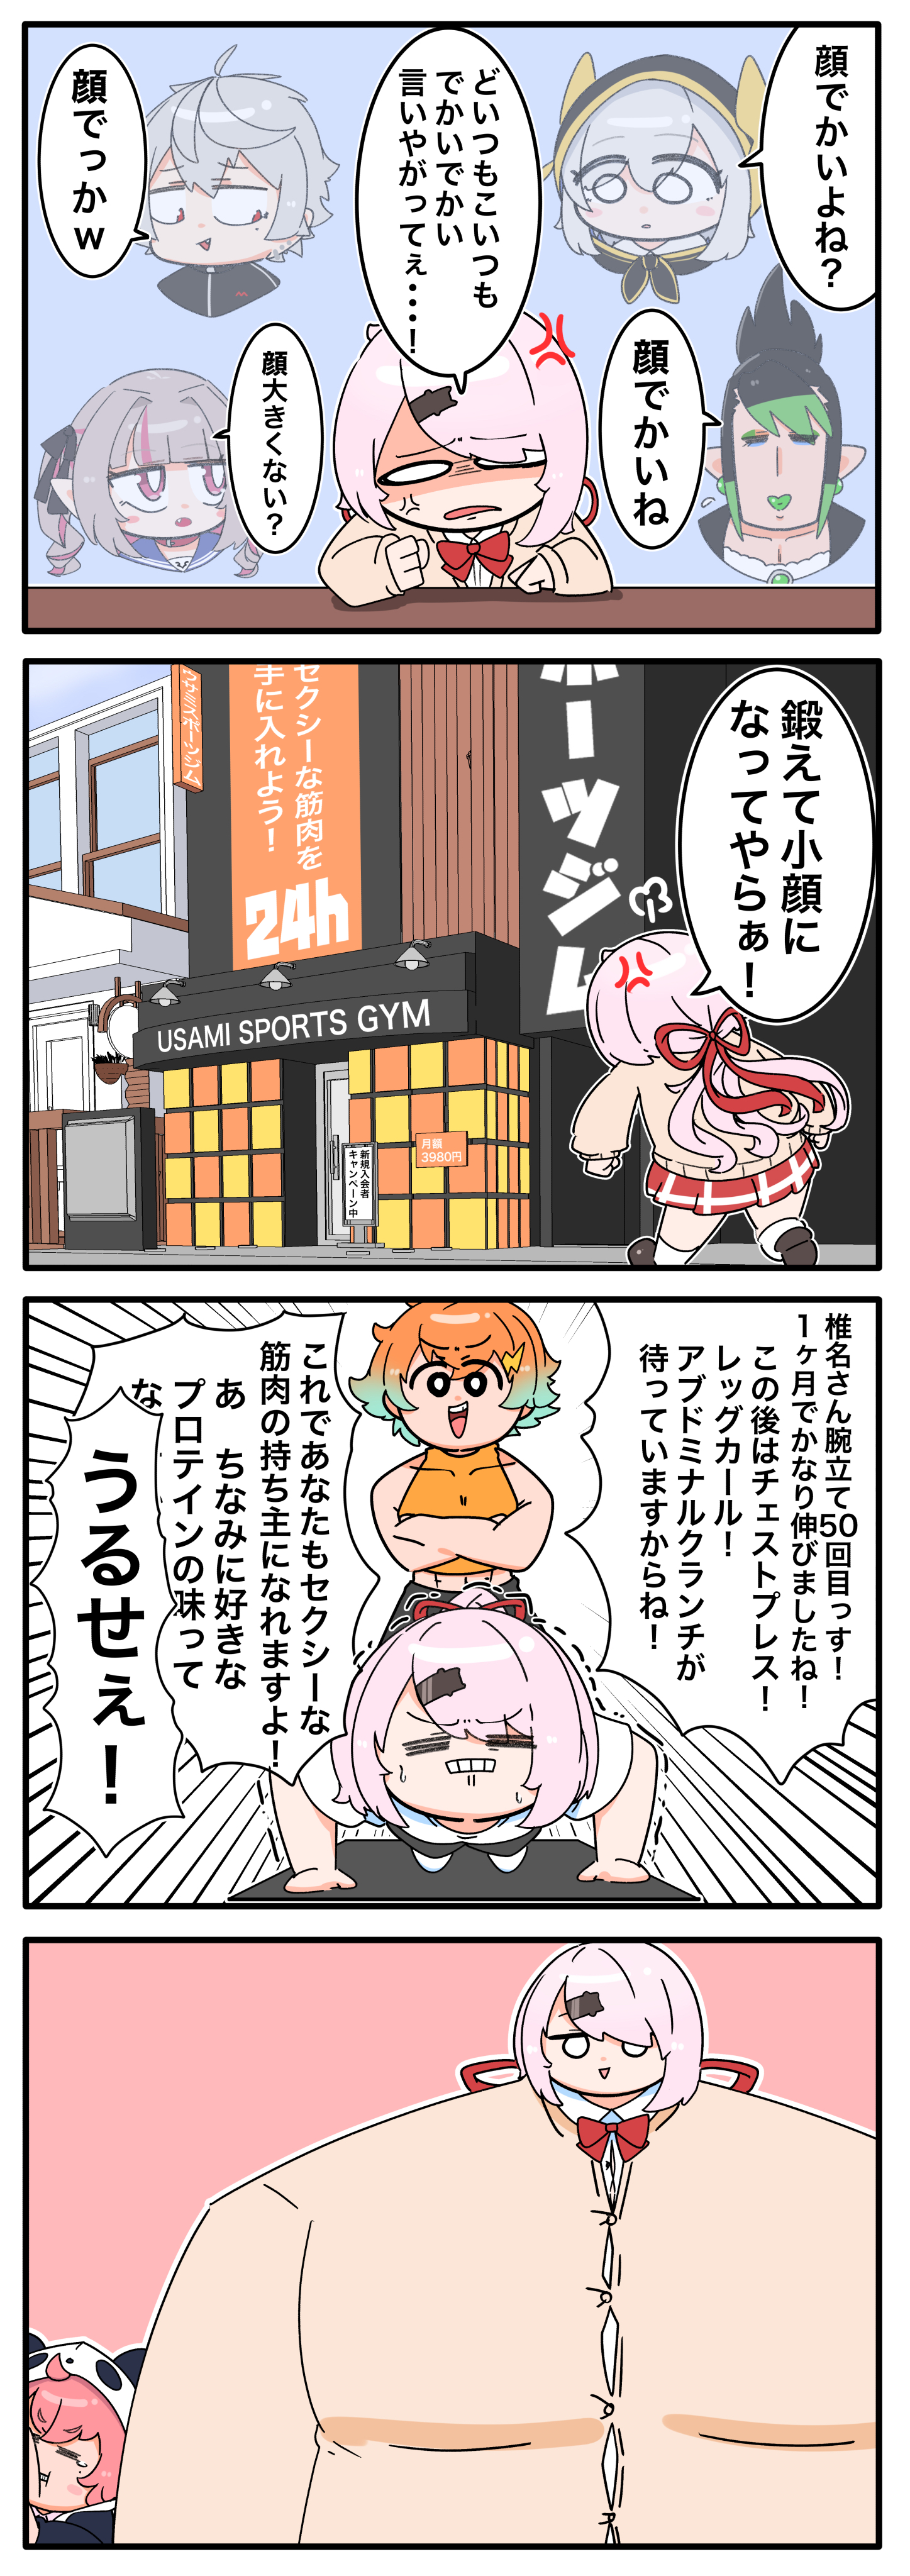 顔でかいよね?
どいつもこいつも
でかいでかい
言いやがってぇ・・・・!
顔でっかw
顔でかいね
顔大きくない?
鍛えて小顔に
なってやらぁ!
ーツジム
セクシーな筋肉を
手に入れよう!
24h
ウサミスポーツジム
USAMI SPORTS GYM
月額
3980円
新規入会者
キャンペーン中
椎名さん腕立て50回目っす!
1ヶ月でかなり伸びましたね!
この後はチェストプレス!
レッグカール!
アブドミナルクランチが
待っていますからね!
これであなたもセクシーな
筋肉の持ち主になれますよ!
あ ちなみに好きな
プロテインの味って
な
うるせぇ!